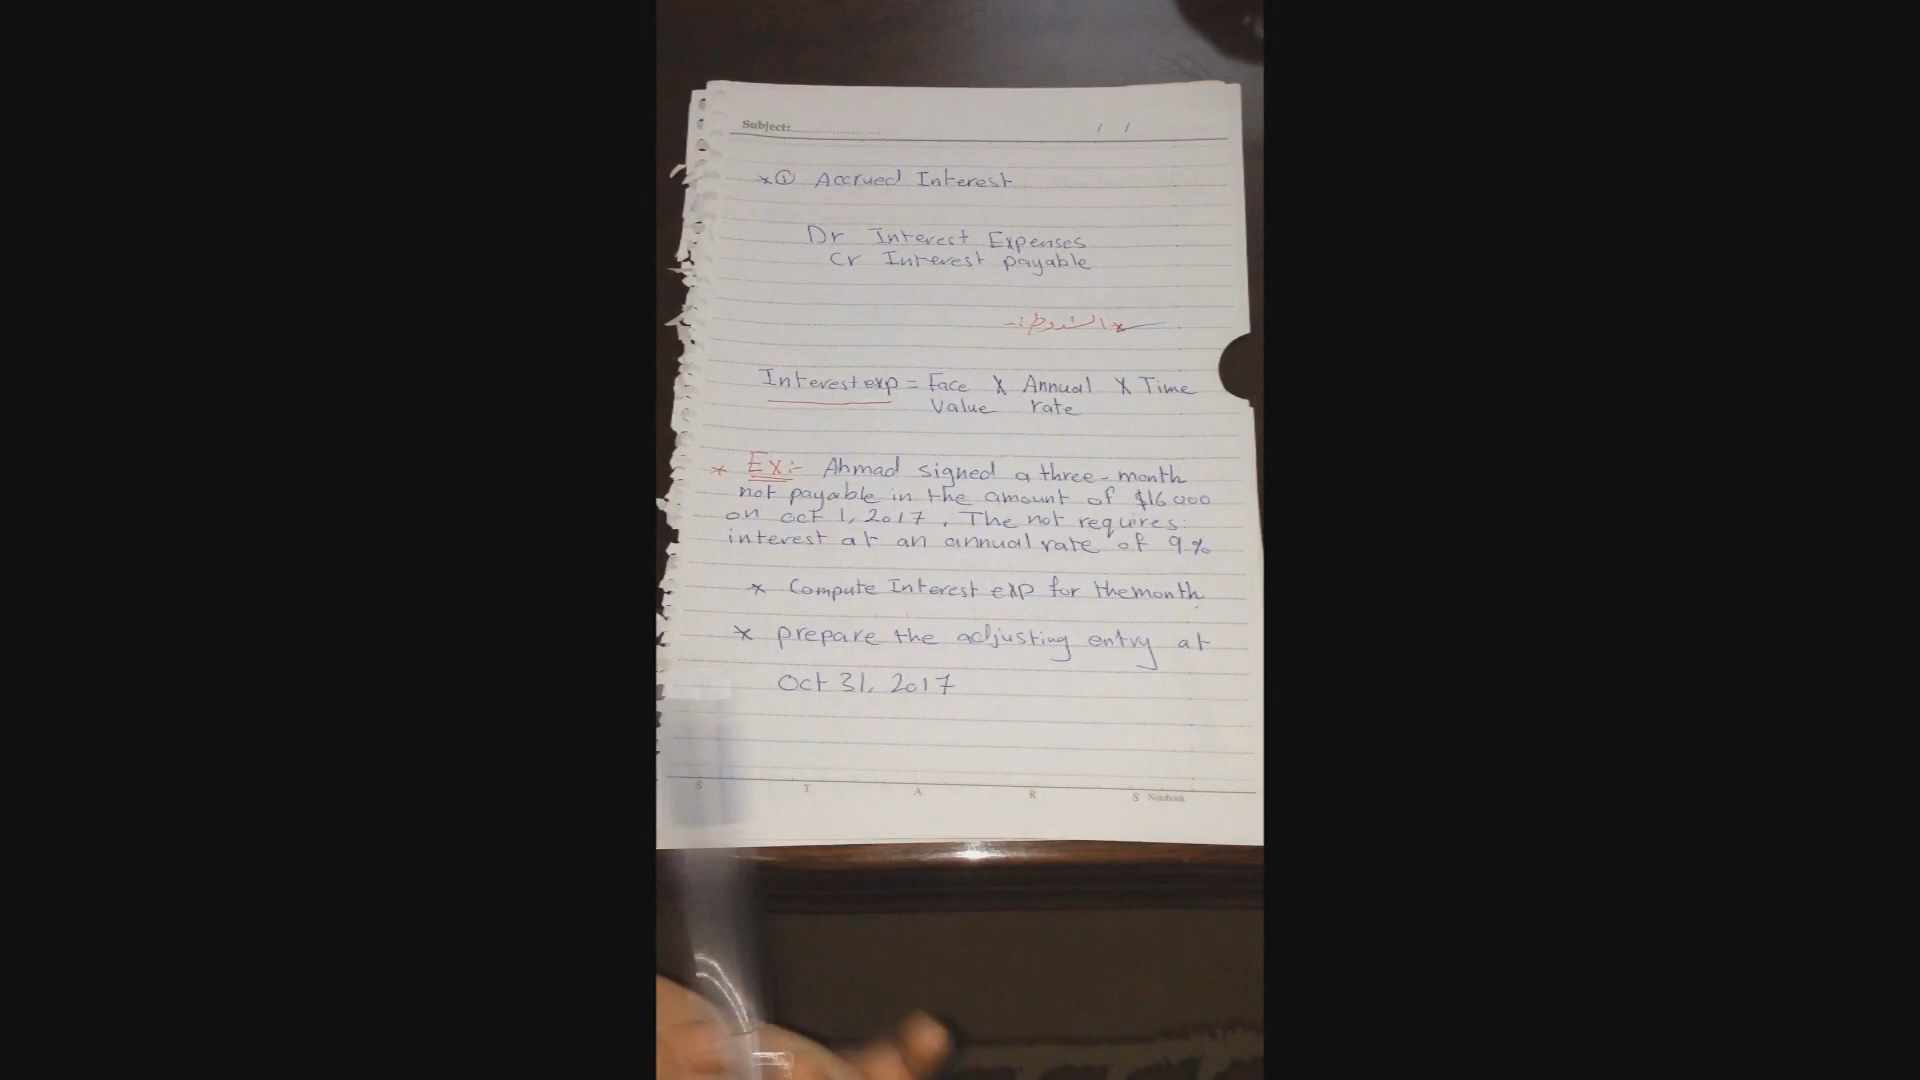 Subject:.................... / /
*① Accrued Interest
Dr Interest Expenses
Cr Interest payable
* الشروط :-
Interest exp = Face X Annual X Time
Value rate
* Ex:- Ahmad signed a three-month
not payable in the amount of $16 000
on oct 1, 2017. The not requires
interest at an annual rate of 9%
* Compute Interest exp for the month
* prepare the adjusting entry at
Oct 31, 2017
S T A R S Notebook